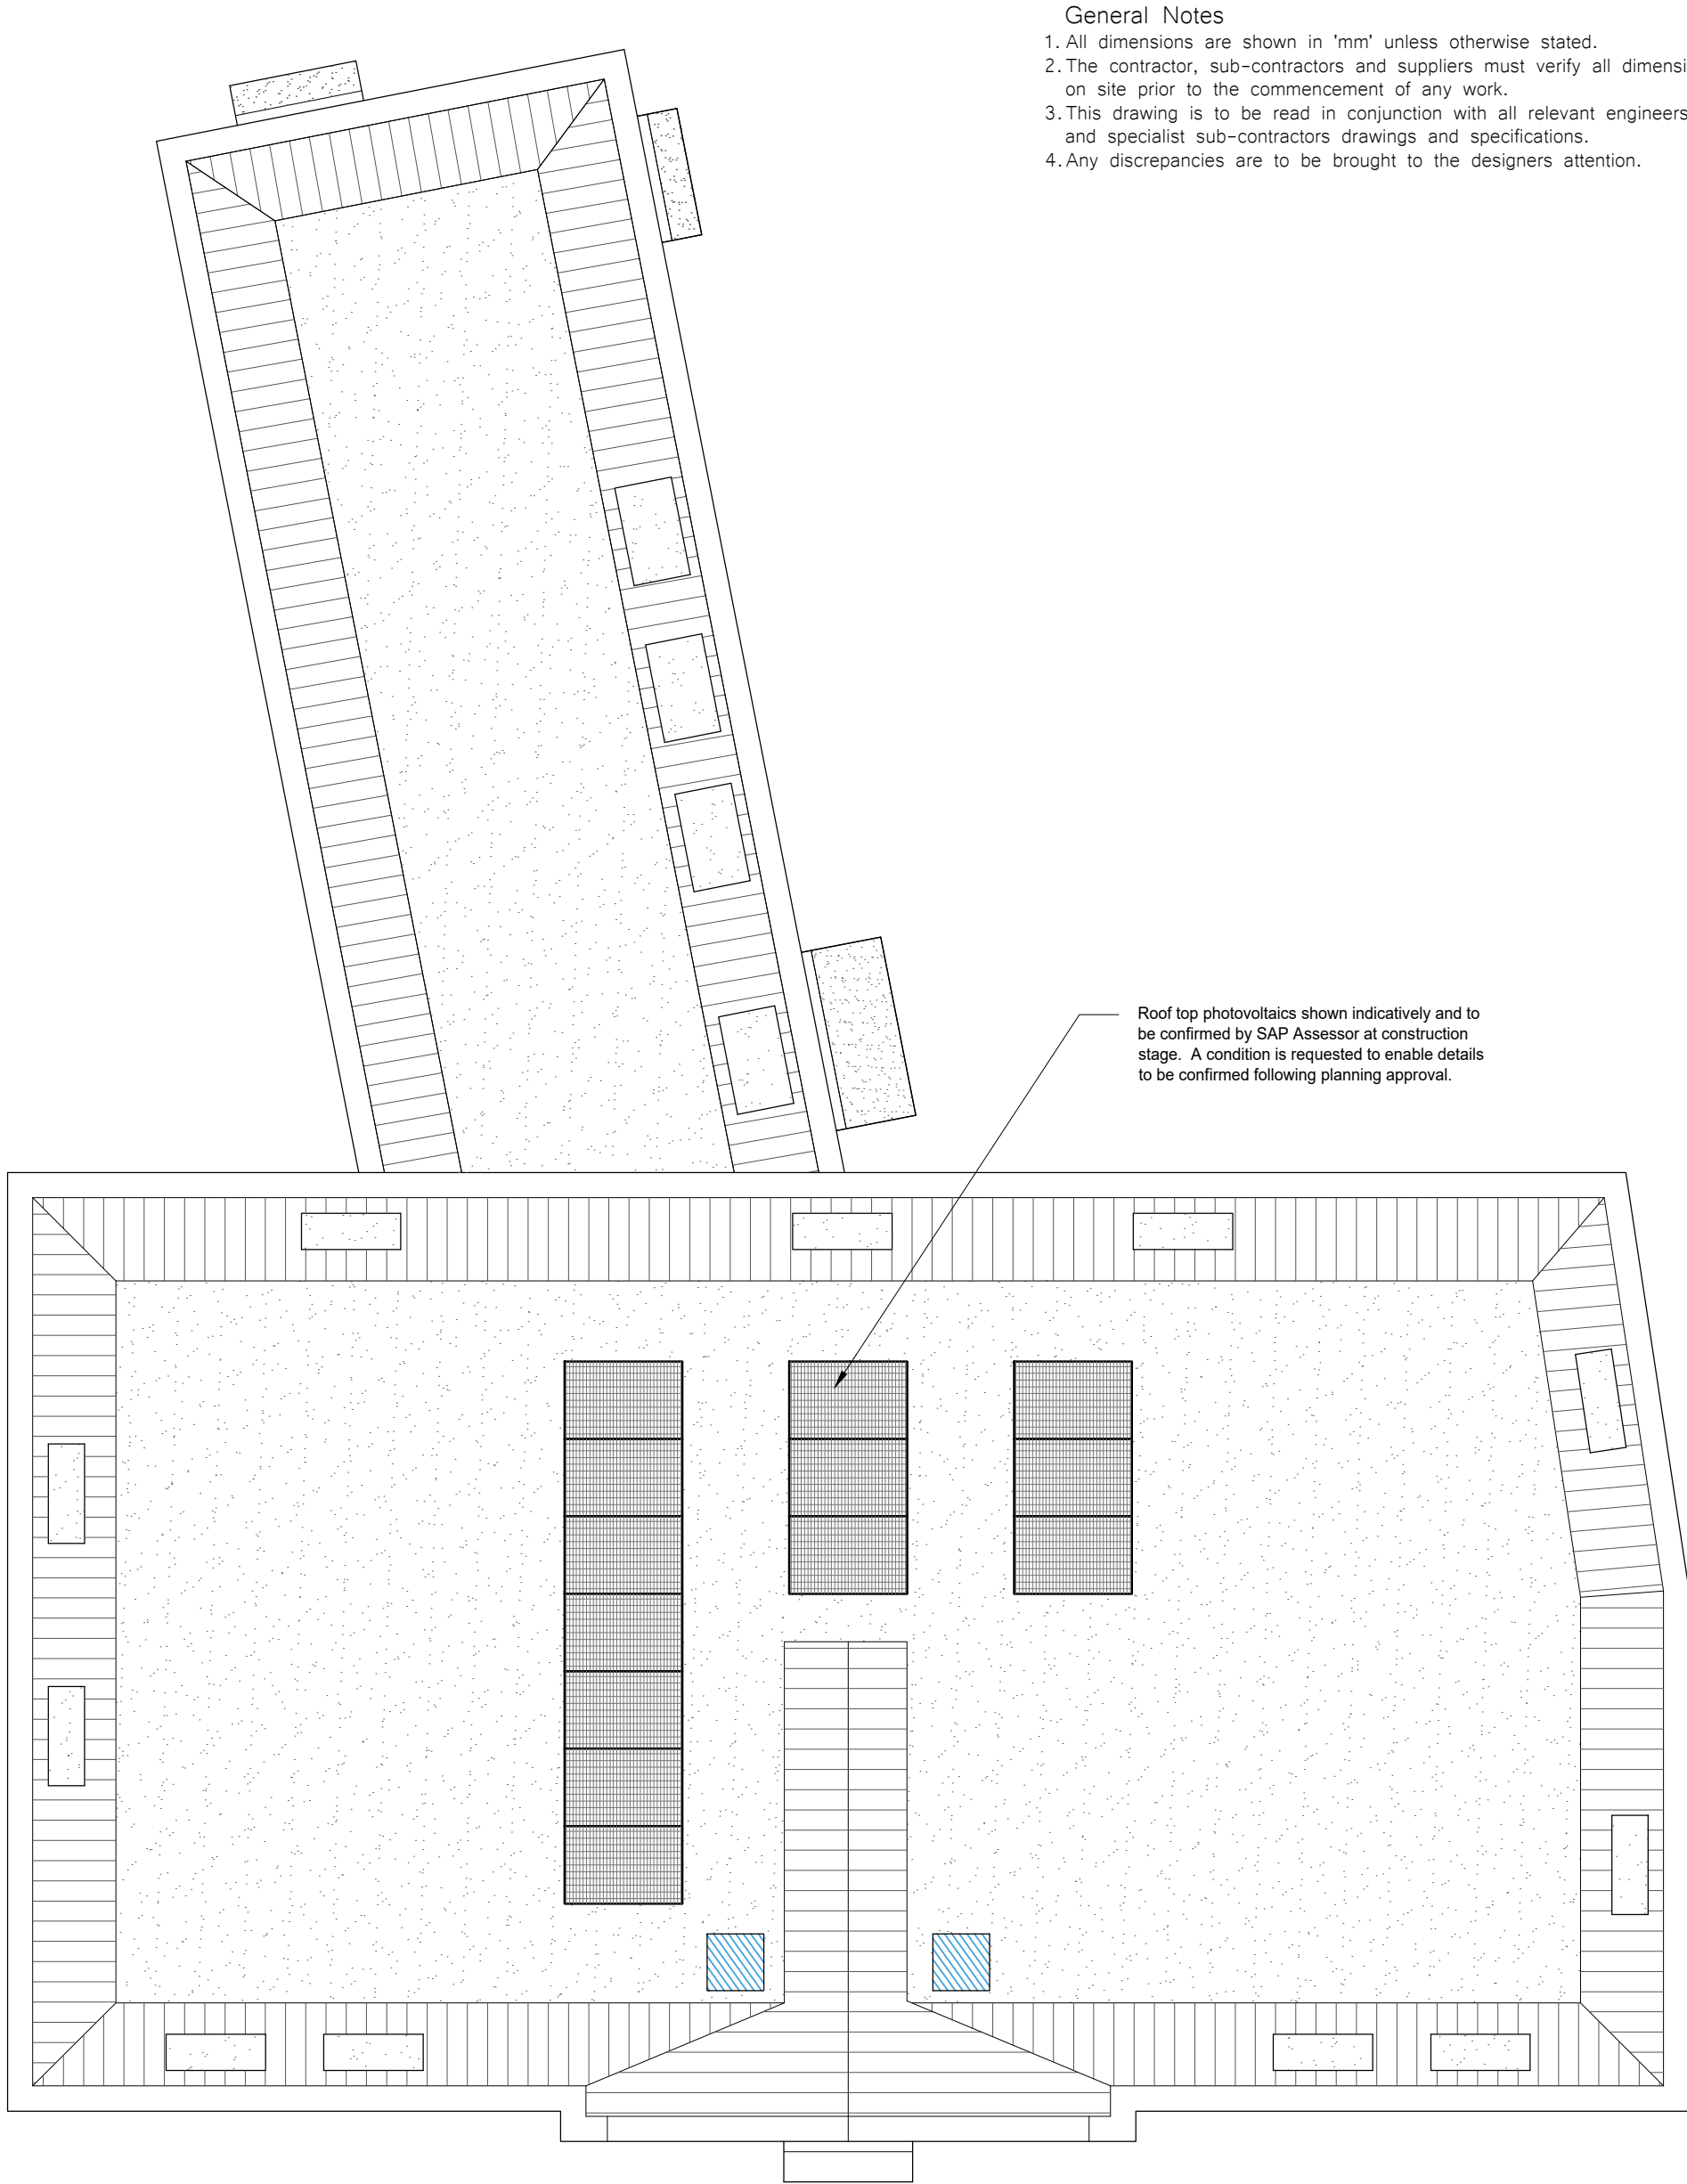 General Notes
1. All dimensions are shown in 'mm' unless otherwise stated.
2. The contractor, sub-contractors and suppliers must verify all dimensi
on site prior to the commencement of any work.
3. This drawing is to be read in conjunction with all relevant engineers
and specialist sub-contractors drawings and specifications.
4. Any discrepancies are to be brought to the designers attention.
Roof top photovoltaics shown indicatively and to
be confirmed by SAP Assessor at construction
stage. A condition is requested to enable details
to be confirmed following planning approval.